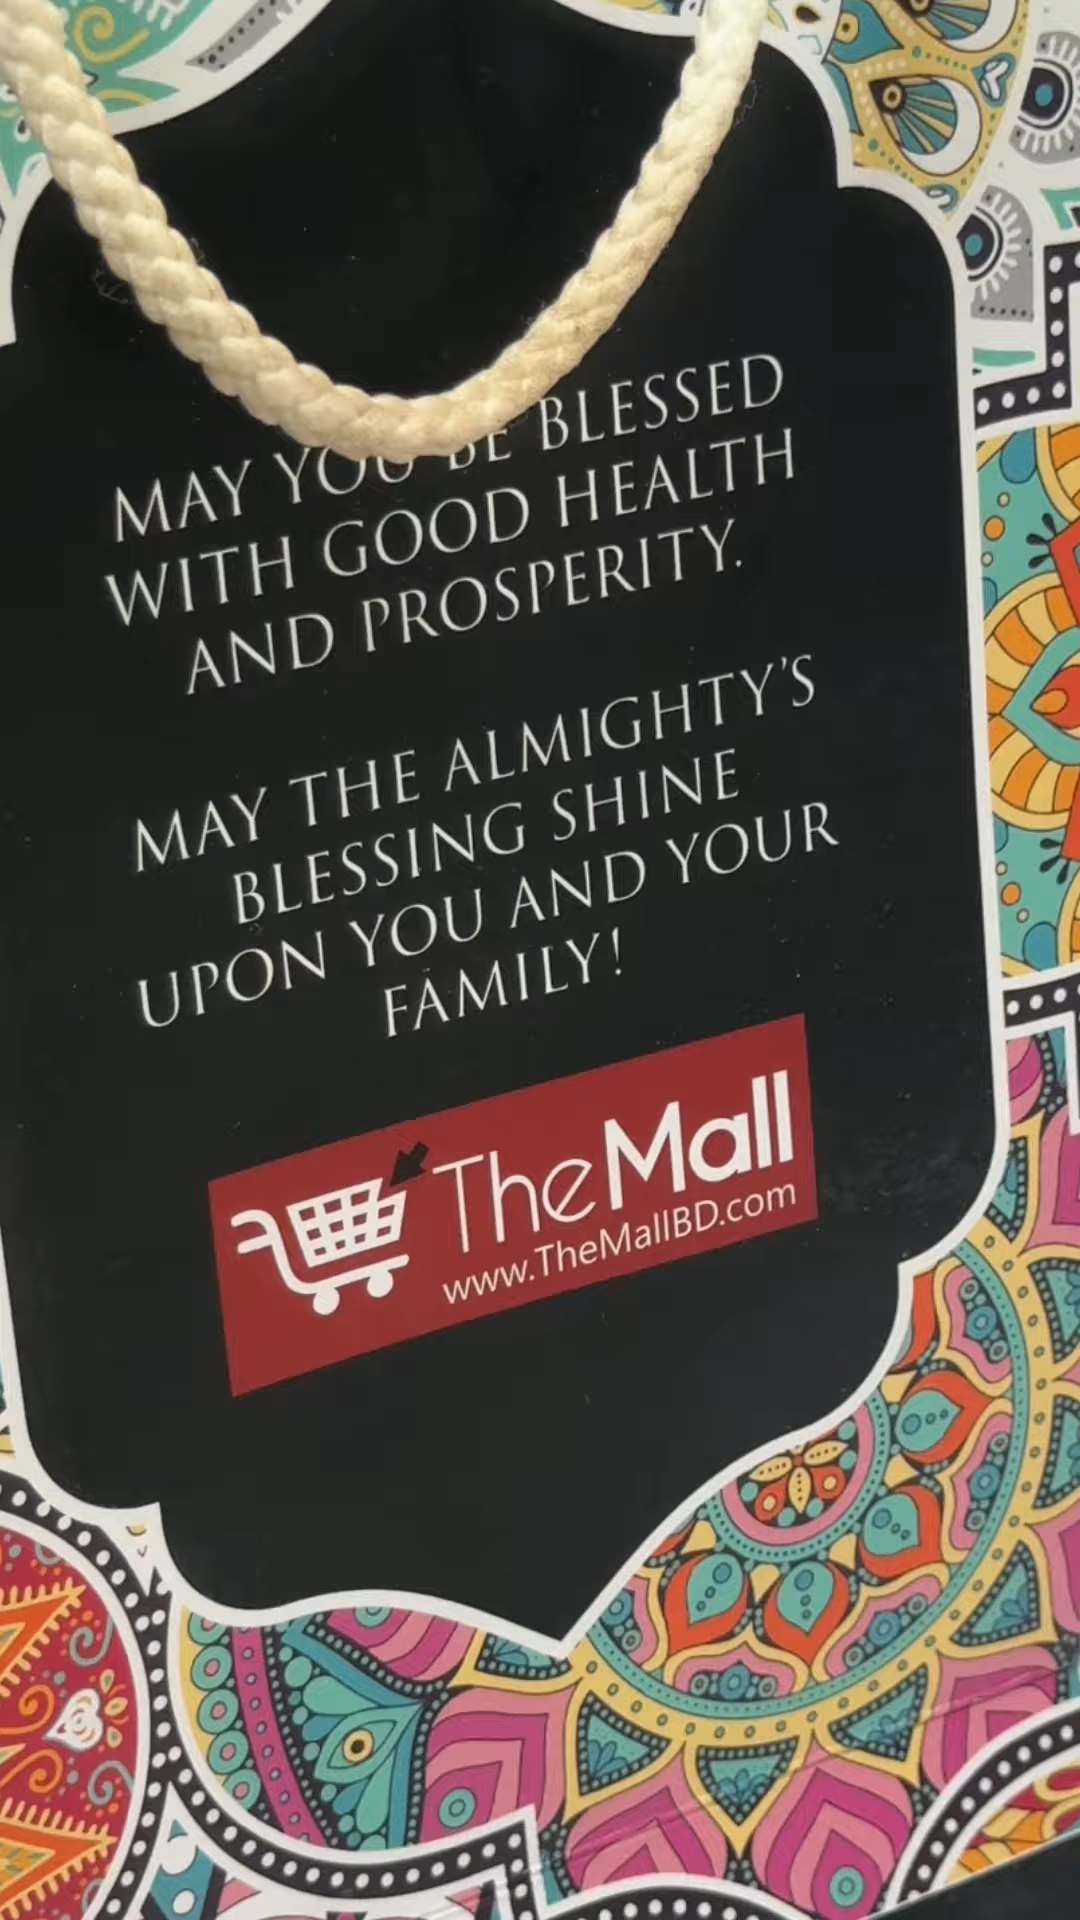 MAY YOU BE BLESSED
WITH GOOD HEALTH
AND PROSPERITY.
MAY THE ALMIGHTY'S
BLESSING SHINE
UPON YOU AND YOUR
FAMILY!
TheMall
www.TheMallBD.com